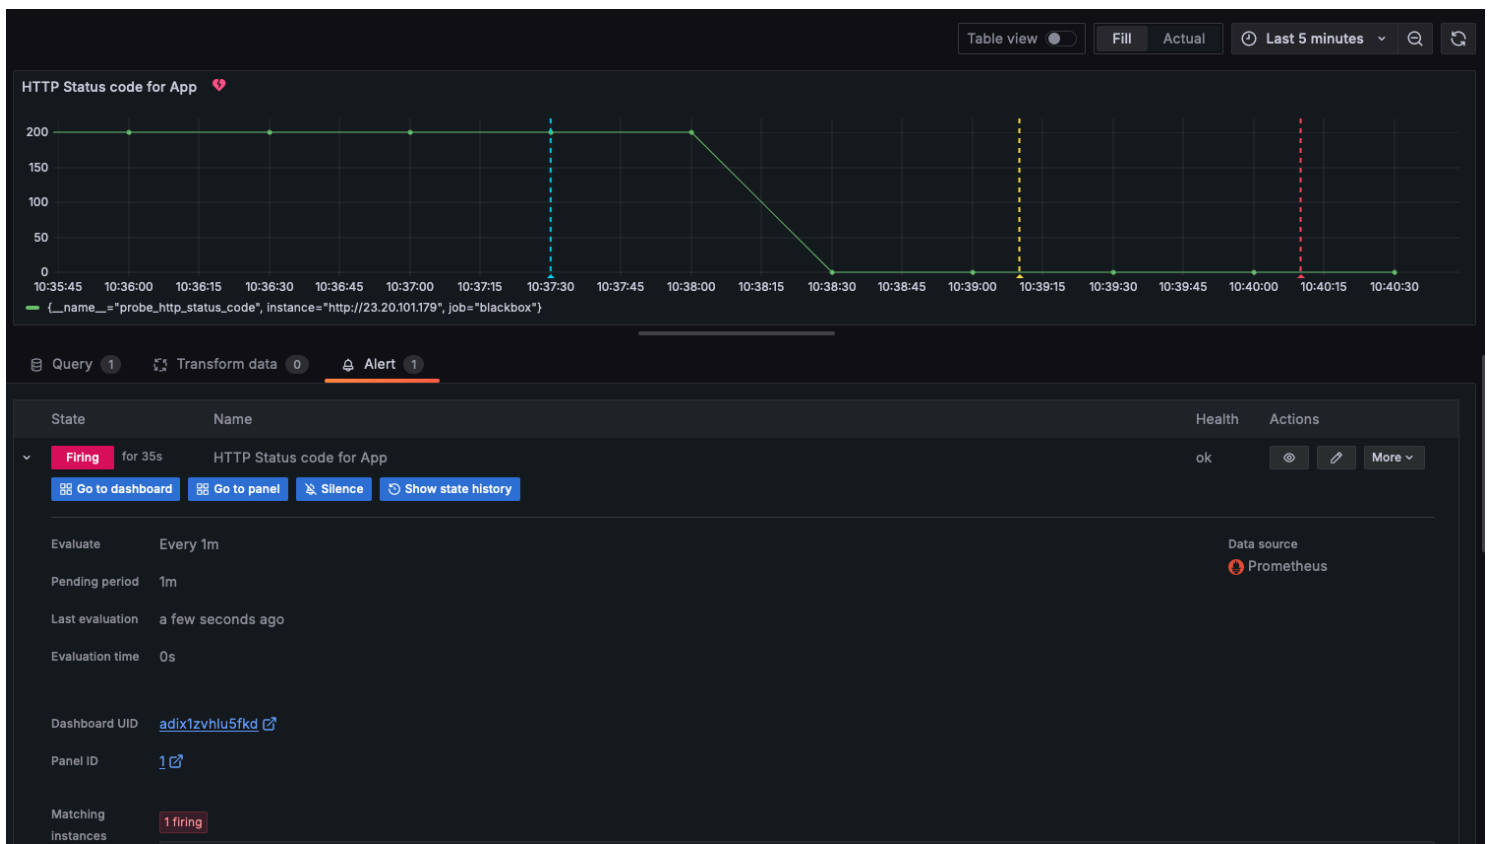 Table view Fill Actual Last 5 minutes
HTTP Status code for App
200
150
100
50
0
10:35:45 10:36:00 10:36:15 10:36:30 10:36:45 10:37:00 10:37:15 10:37:30 10:37:45 10:38:00 10:38:15 10:38:30 10:38:45 10:39:00 10:39:15 10:39:30 10:39:45 10:40:00 10:40:15 10:40:30
{__name__="probe_http_status_code", instance="http://23.20.101.179", job="blackbox"}
Query 1 Transform data 0 Alert 1
State Name Health Actions
Firing for 35s HTTP Status code for App ok More
Go to dashboard Go to panel Silence Show state history
Evaluate Every 1m Data source
Prometheus
Pending period 1m
Last evaluation a few seconds ago
Evaluation time 0s
Dashboard UID adix1zvhlu5fkd
Panel ID 1
Matching
instances 1 firing